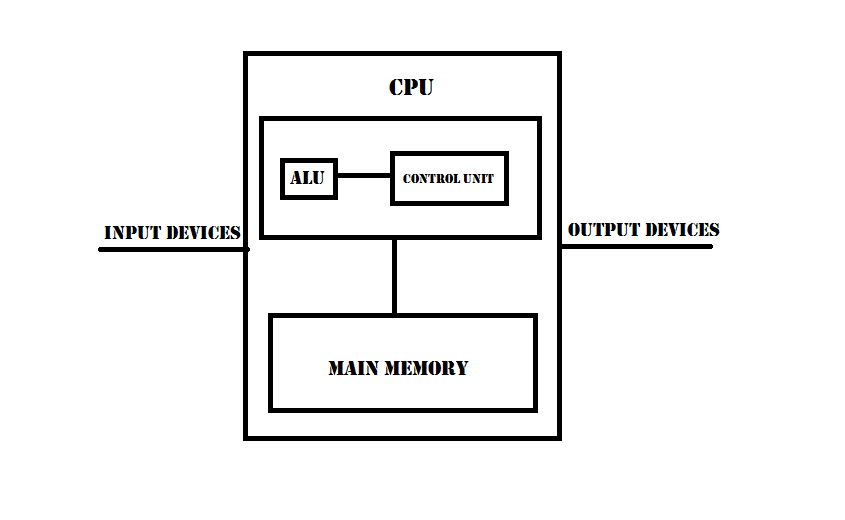 CPU
ALU
CONTROL UNIT
INPUT DEVICES
OUTPUT DEVICES
MAIN MEMORY